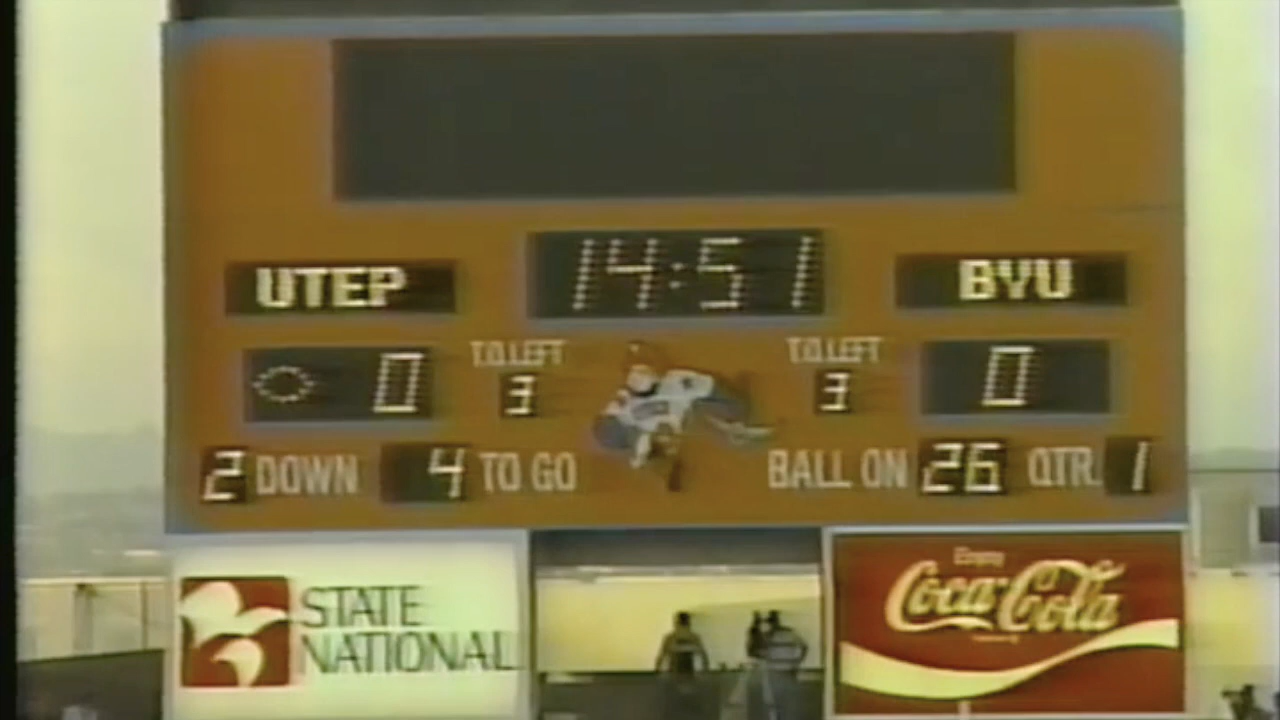 14:51
UTEP
BYU
0
T.O. LEFT
3
T.O. LEFT
3
0
2 DOWN 4 TO GO
BALL ON 26 QTR. 1
STATE
NATIONAL
Enjoy
Coca-Cola